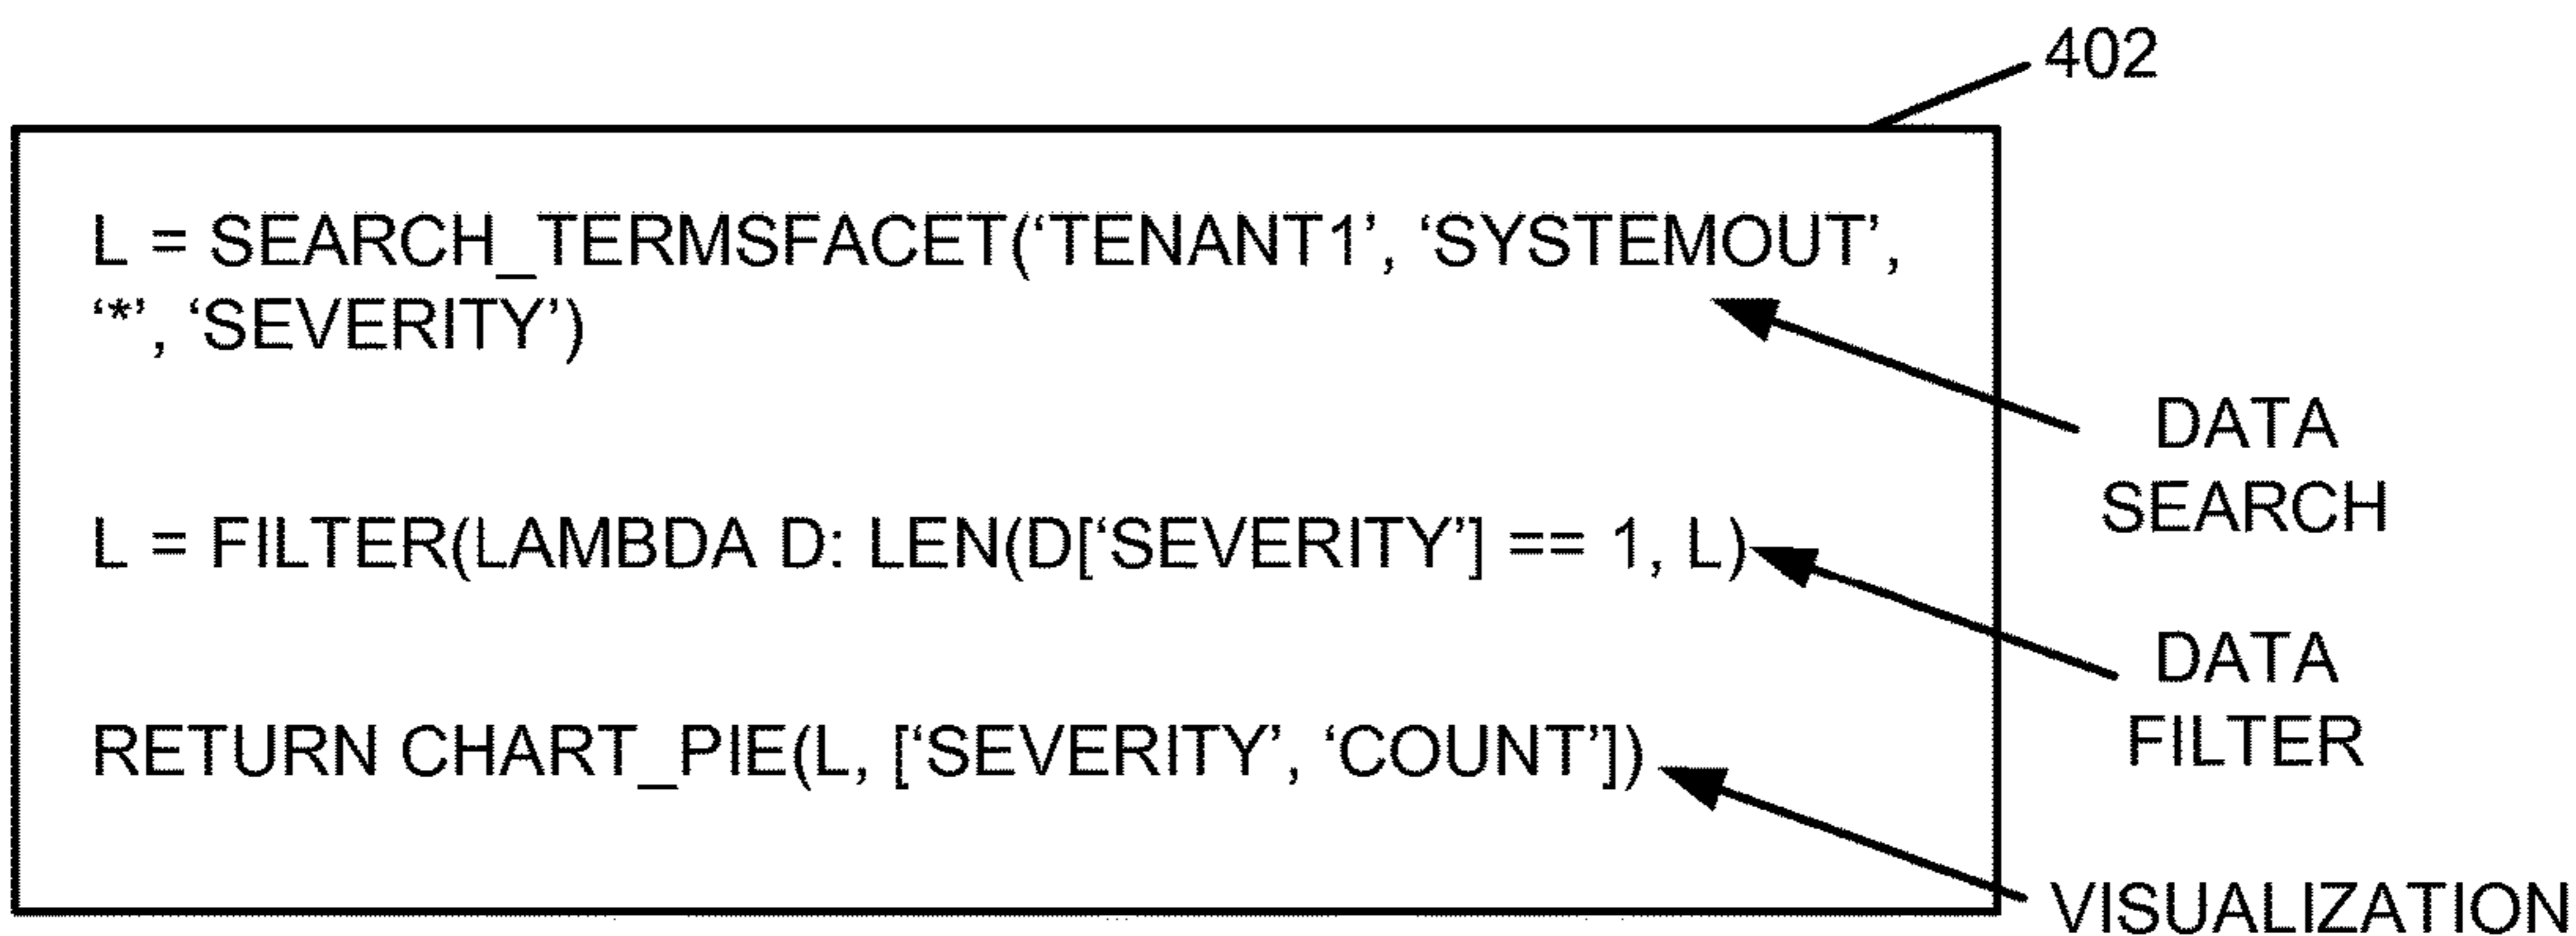 402
L = SEARCH_TERMSFACET(‘TENANT1’, ‘SYSTEMOUT’,
‘*’, ‘SEVERITY’)
DATA
SEARCH
L = FILTER(LAMBDA D: LEN(D[‘SEVERITY’] == 1, L)
DATA
FILTER
RETURN CHART_PIE(L, [‘SEVERITY’, ‘COUNT’])
VISUALIZATION